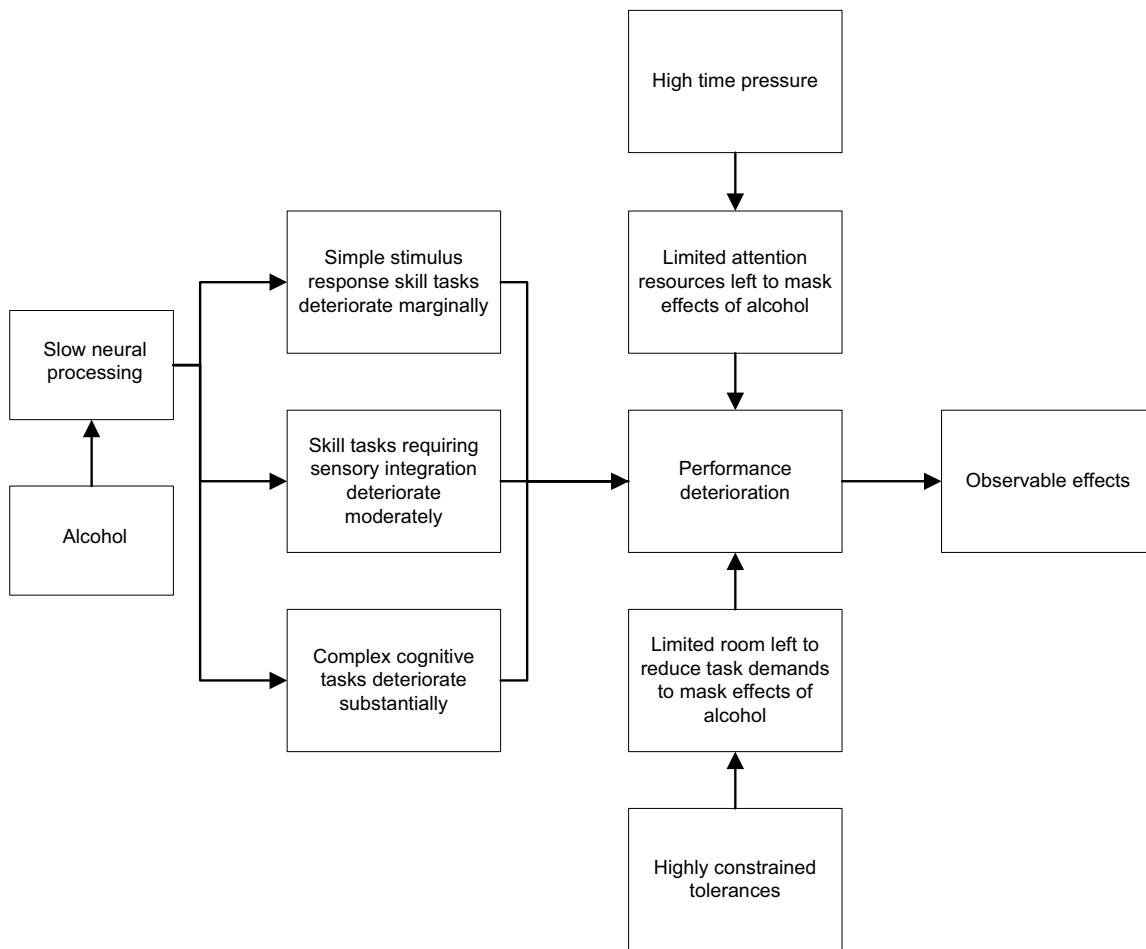 High time pressure
Simple stimulus
response skill tasks
deteriorate marginally
Limited attention
resources left to mask
effects of alcohol
Slow neural
processing
Skill tasks requiring
sensory integration
deteriorate
moderately
Performance
deterioration
Observable effects
Alcohol
Complex cognitive
tasks deteriorate
substantially
Limited room left to
reduce task demands
to mask effects of
alcohol
Highly constrained
tolerances